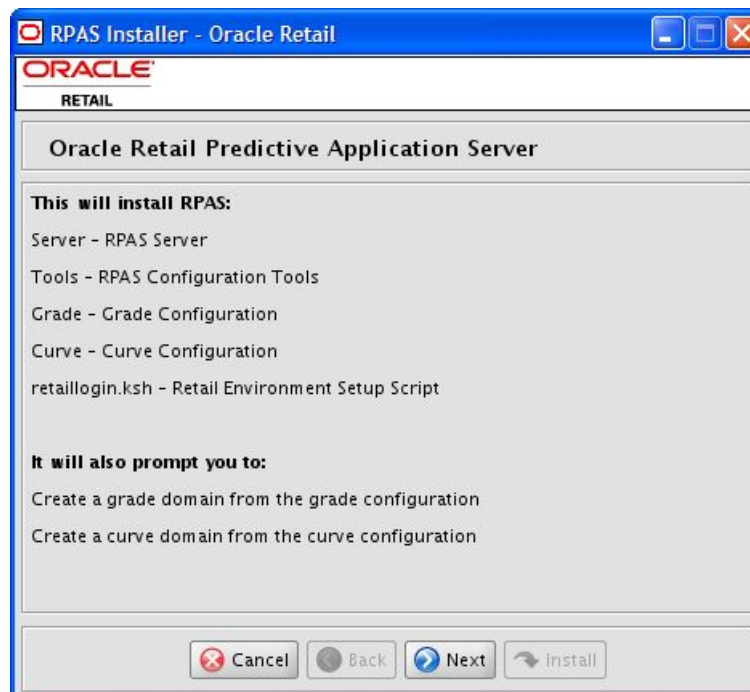 RPAS Installer - Oracle Retail
ORACLE
RETAIL
Oracle Retail Predictive Application Server
This will install RPAS:
Server - RPAS Server
Tools - RPAS Configuration Tools
Grade - Grade Configuration
Curve - Curve Configuration
retaillogin.ksh - Retail Environment Setup Script
It will also prompt you to:
Create a grade domain from the grade configuration
Create a curve domain from the curve configuration
Cancel Back Next Install